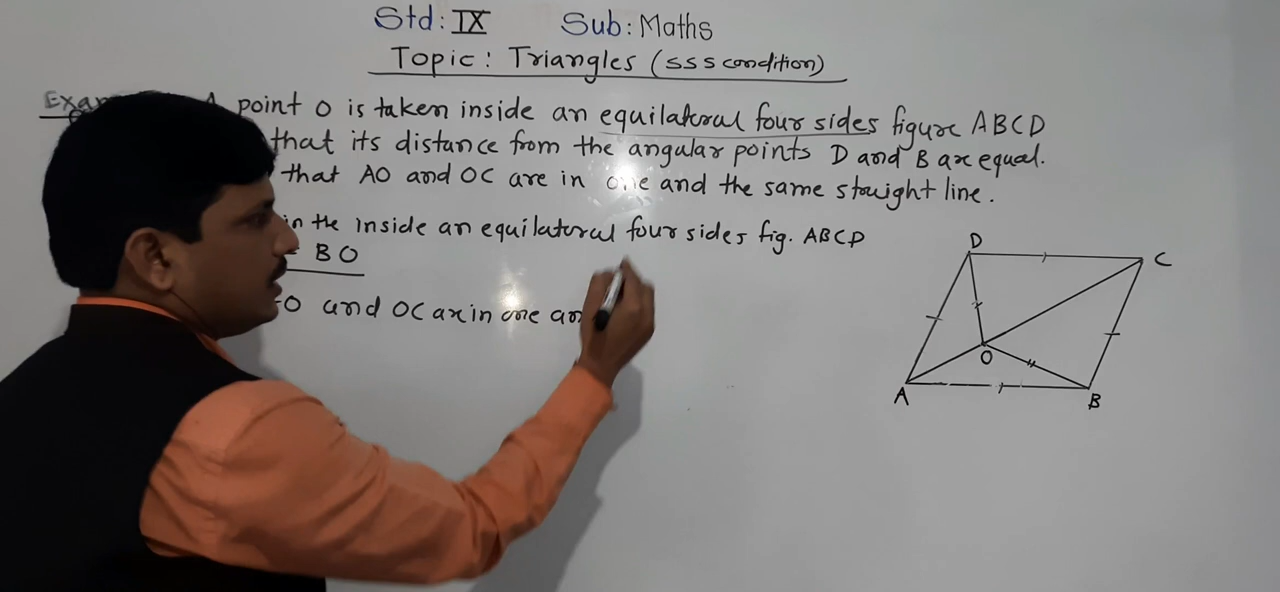 Std: IX Sub: Maths
Topic: Triangles (SSS condition)
point O is taken inside an equilateral four sides figure ABCD
that its distance from the angular points D and B are equal.
that AO and OC are in one and the same straight line.
in the inside an equilateral four sides fig. ABCD
= BO
O and OC are in one an
D
C
O
A
B